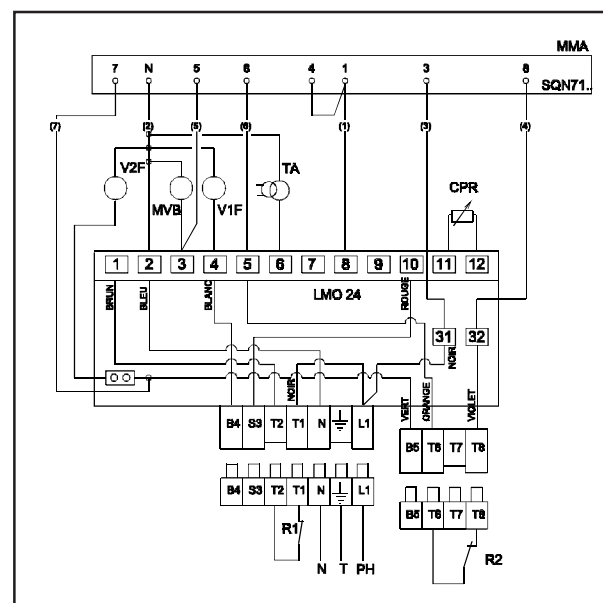 MMA
7 N 5 6 4 1 3 8
SQN71..
(7) (2) (5) (6) (1) (3) (4)
V2F
TA
CPR
MVB
V1F
1 2 3 4 5 6 7 8 9 10 11 12
BRUN
BLEU
BLANC
LMO 24
ROUGE
31 32
NOIR
NOIR
VERT
ORANGE
VIOLET
B4 S3 T2 T1 N L1
B5 T6 T7 T8
B4 S3 T2 T1 N L1
B5 T6 T7 T8
R1
R2
N T PH